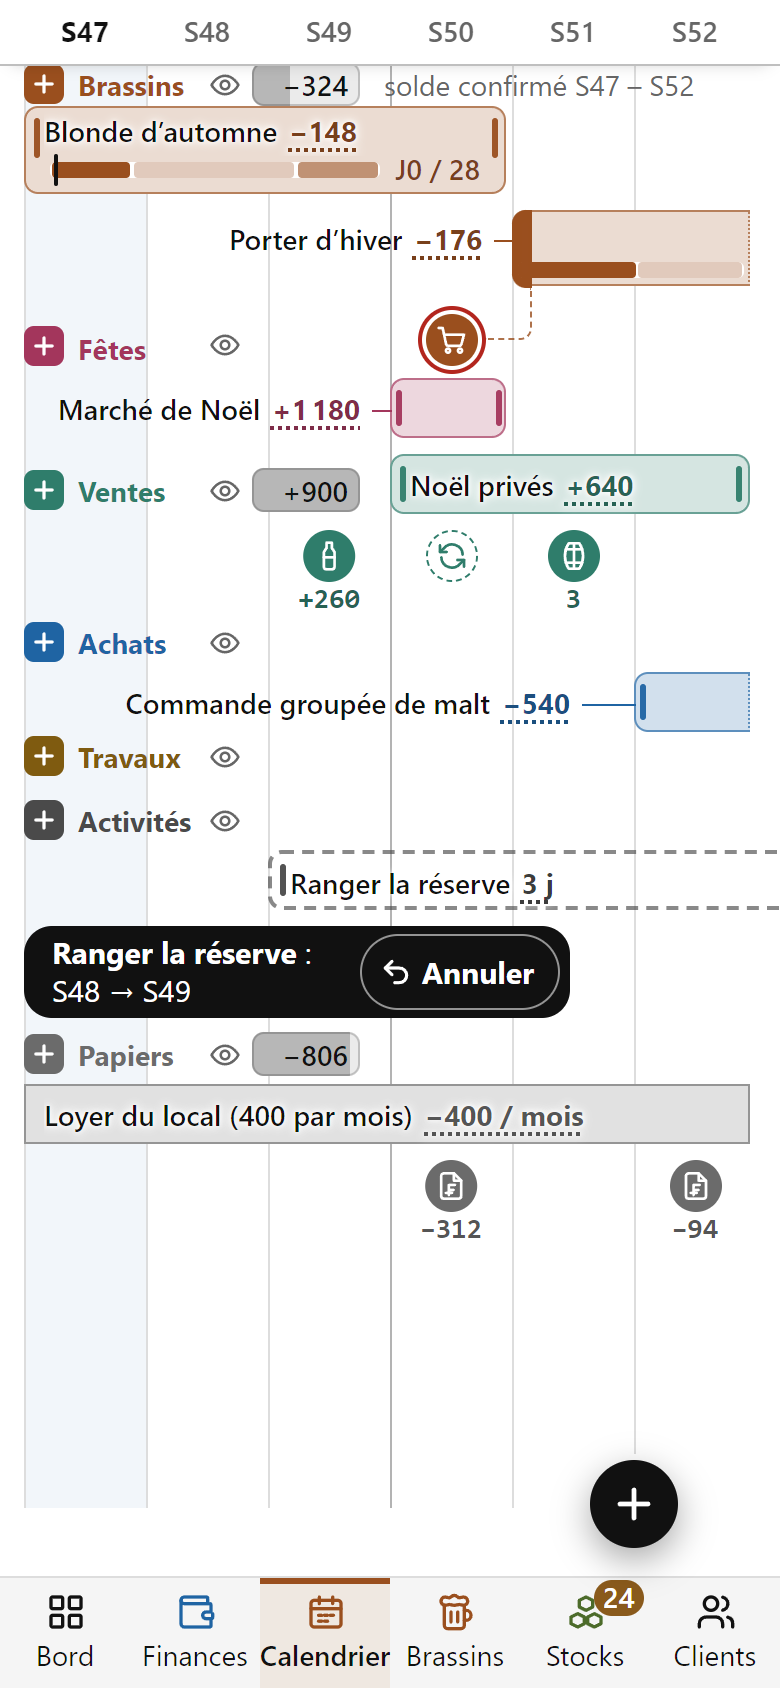 S47 S48 S49 S50 S51 S52
Brassins −324 solde confirmé S47 – S52
Blonde d’automne −148
J0 / 28
Porter d’hiver −176
Fêtes
Marché de Noël +1 180
Ventes +900
Noël privés +640
+260 3
Achats
Commande groupée de malt −540
Travaux
Activités
Ranger la réserve 3 j
Ranger la réserve :
S48 → S49
Annuler
Papiers −806
Loyer du local (400 par mois) −400 / mois
−312 −94
24
Bord Finances Calendrier Brassins Stocks Clients